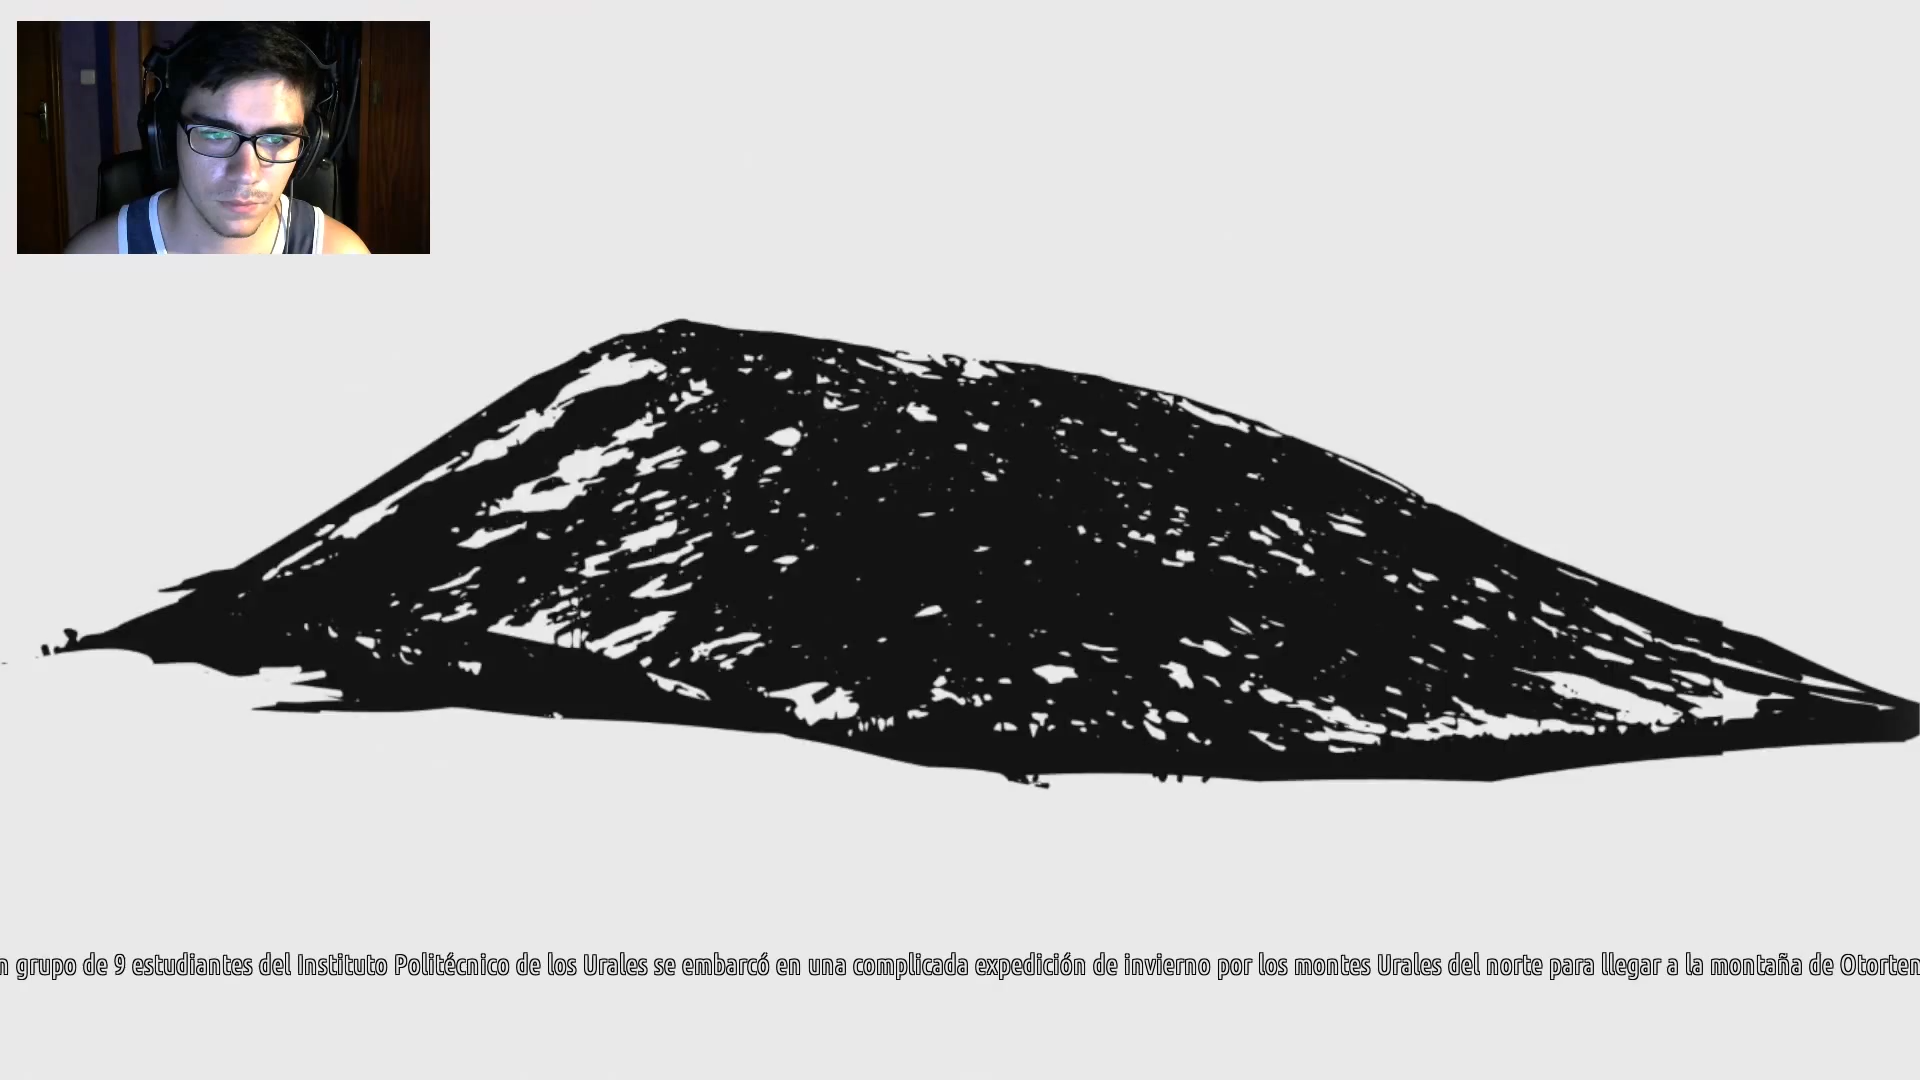 grupo de 9 estudiantes del Instituto Politécnico de los Urales se embarcó en una complicada expedición de invierno por los montes Urales del norte para llegar a la montaña de Otorten